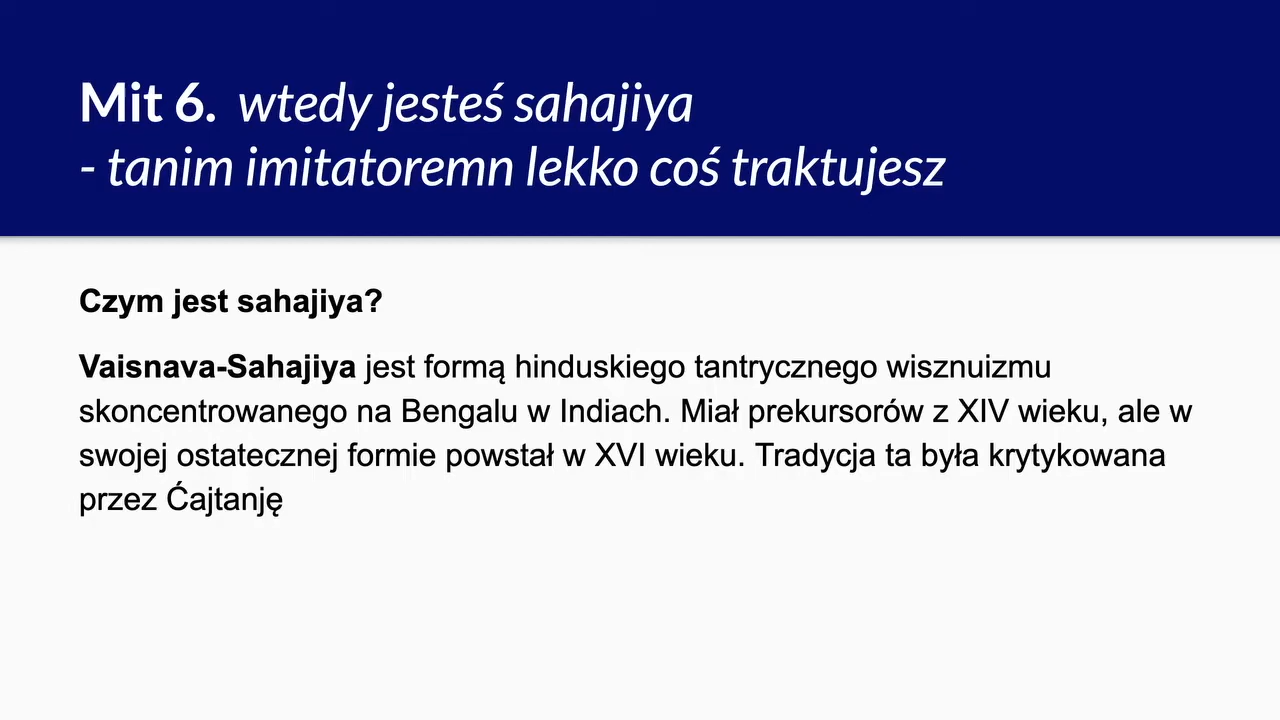 Mit 6. wtedy jesteś sahajiya
- tanim imitatoremn lekko coś traktujesz
Czym jest sahajiya?
Vaisnava-Sahajiya jest formą hinduskiego tantrycznego wisznuizmu
skoncentrowanego na Bengalu w Indiach. Miał prekursorów z XIV wieku, ale w
swojej ostatecznej formie powstał w XVI wieku. Tradycja ta była krytykowana
przez Ćajtanję